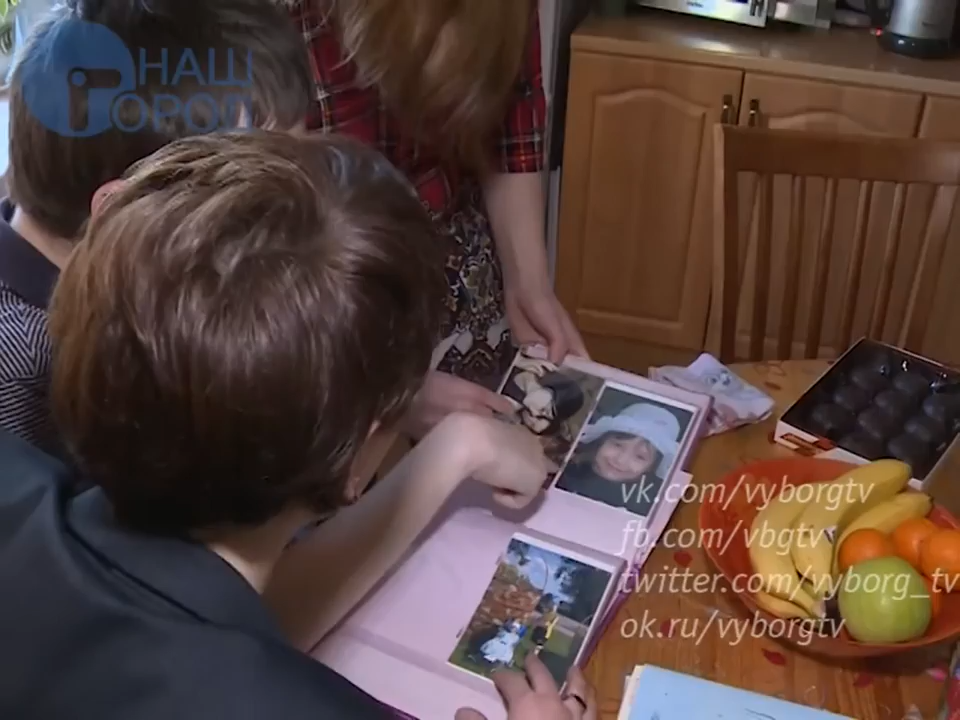 НАШ
ГОРОД
vk.com/vyborgtv
fb.com/vbgtv
twitter.com/vyborg_tv
ok.ru/vyborgtv